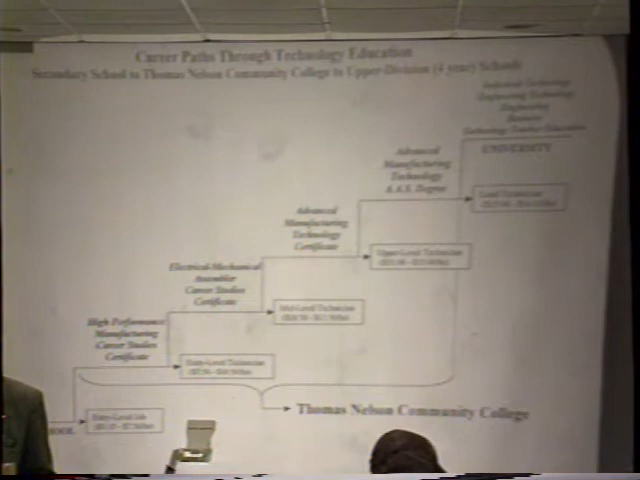 Career Paths Through Technology Education
Secondary School to Thomas Nelson Community College to Upper-Division (4 year) Schools
Industrial Technology
Engineering Technology
Engineering
Business
Technology Teacher Education
UNIVERSITY
Advanced
Manufacturing
Technology
A.A.S. Degree
Lead Technician
Advanced
Manufacturing
Technology
Certificate
Upper-Level Technician
Electrical-Mechanical
Assembler
Career Studies
Certificate
Mid-Level Technician
High Performance
Manufacturing
Career Studies
Certificate
Entry-Level Technician
Thomas Nelson Community College
Entry-Level Job
OOL